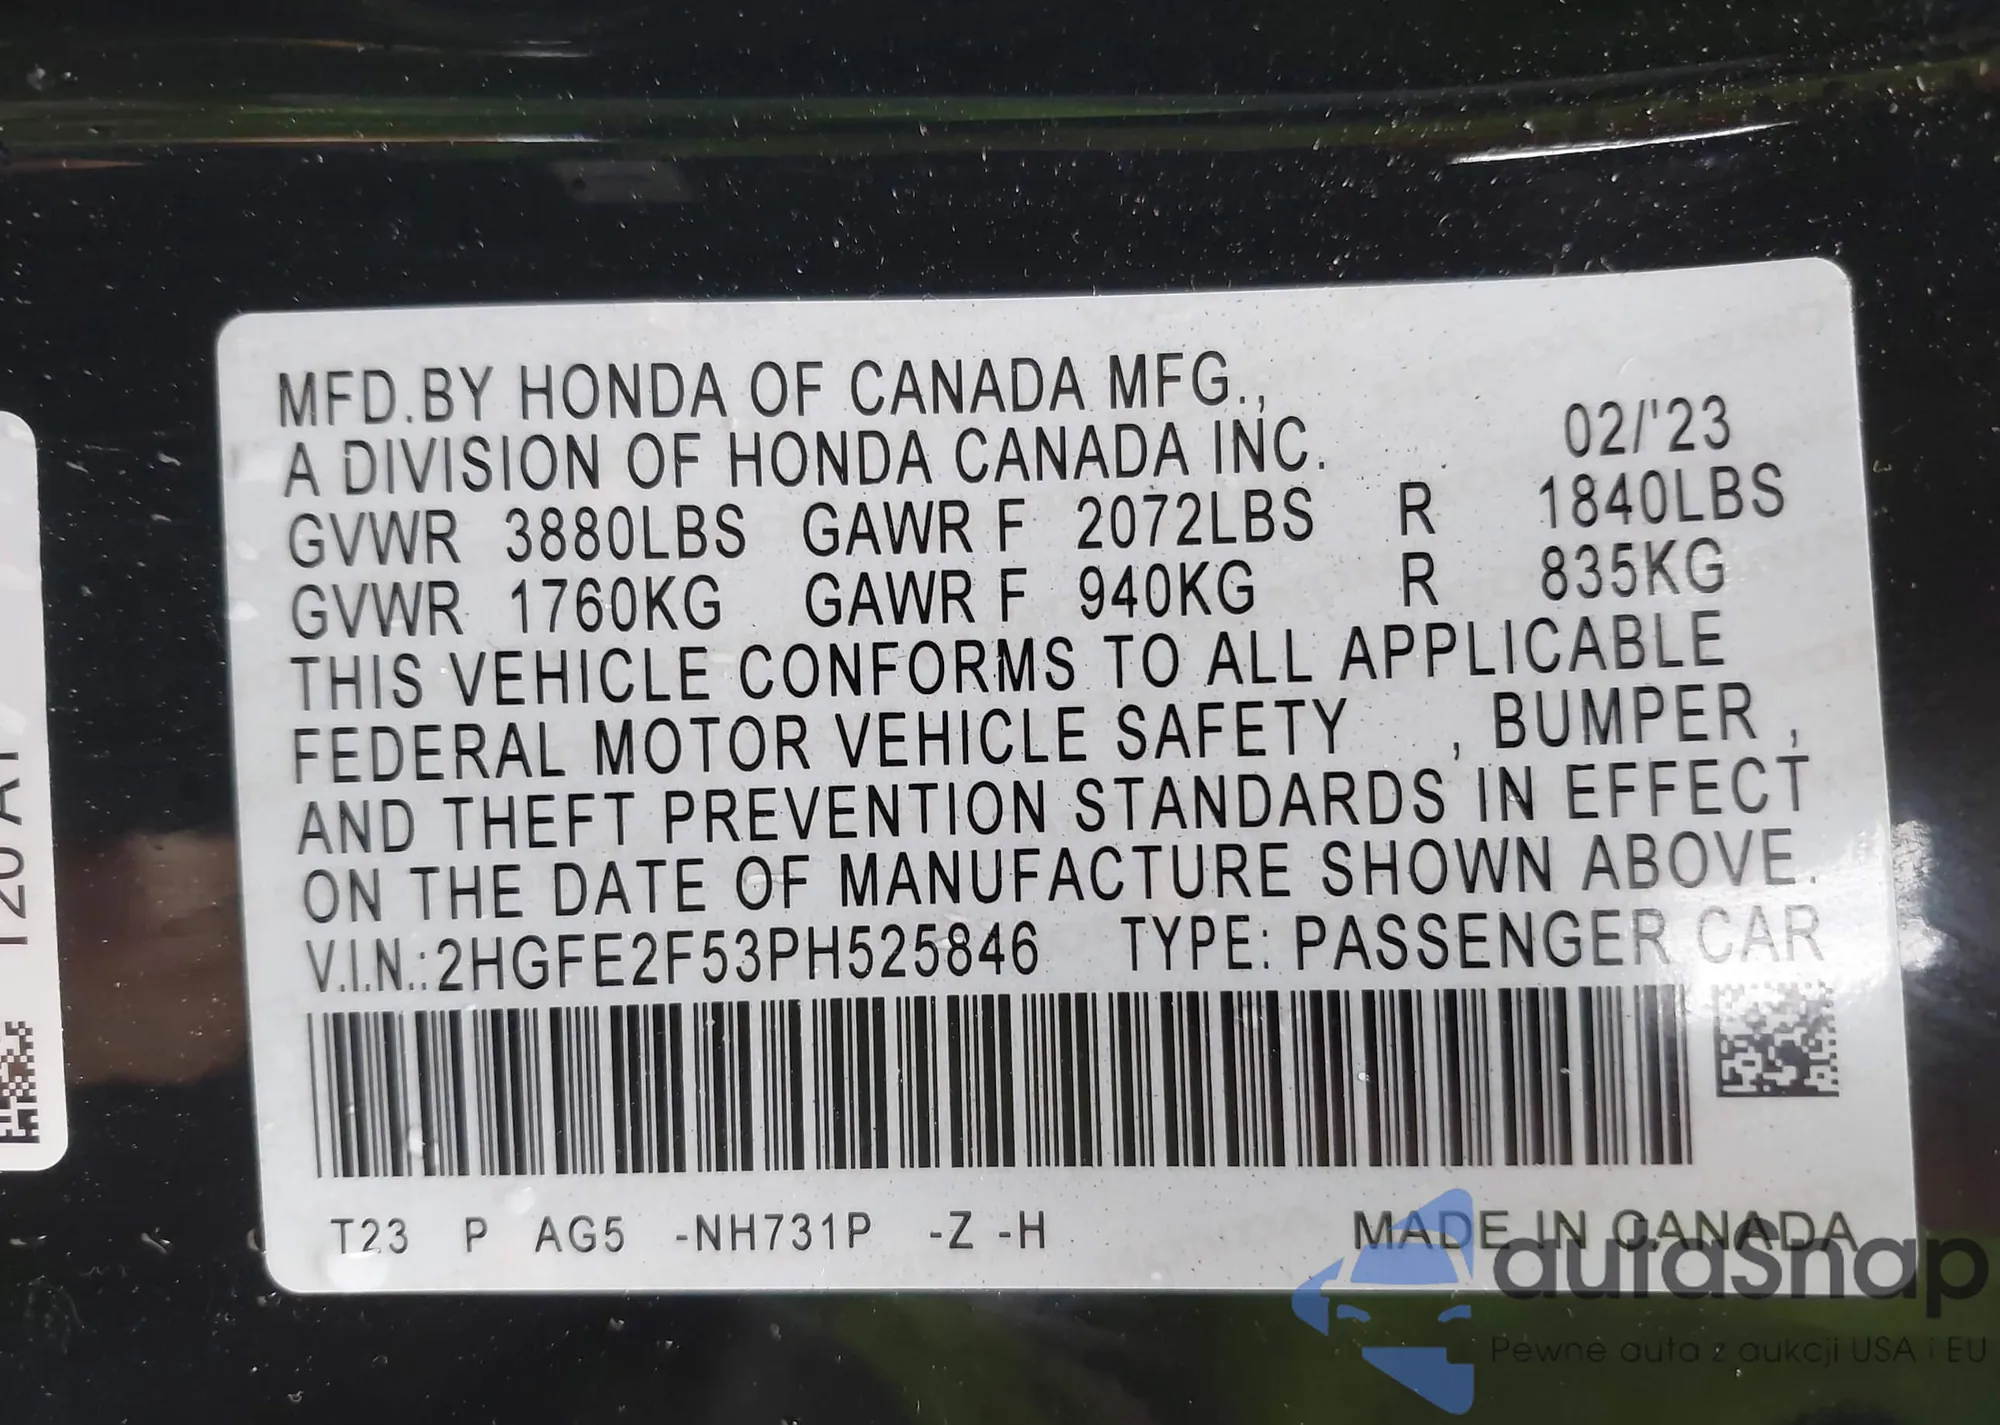 MFD.BY HONDA OF CANADA MFG.,
A DIVISION OF HONDA CANADA INC. 02/'23
GVWR 3880LBS GAWR F 2072LBS R 1840LBS
GVWR 1760KG GAWR F 940KG R 835KG
THIS VEHICLE CONFORMS TO ALL APPLICABLE
FEDERAL MOTOR VEHICLE SAFETY , BUMPER ,
AND THEFT PREVENTION STANDARDS IN EFFECT
ON THE DATE OF MANUFACTURE SHOWN ABOVE.
V.I.N.:2HGFE2F53PH525846 TYPE: PASSENGER CAR
T23 P AG5 -NH731P -Z -H MADE IN CANADA
autaSnap
Pewne auta z aukcji USA i EU